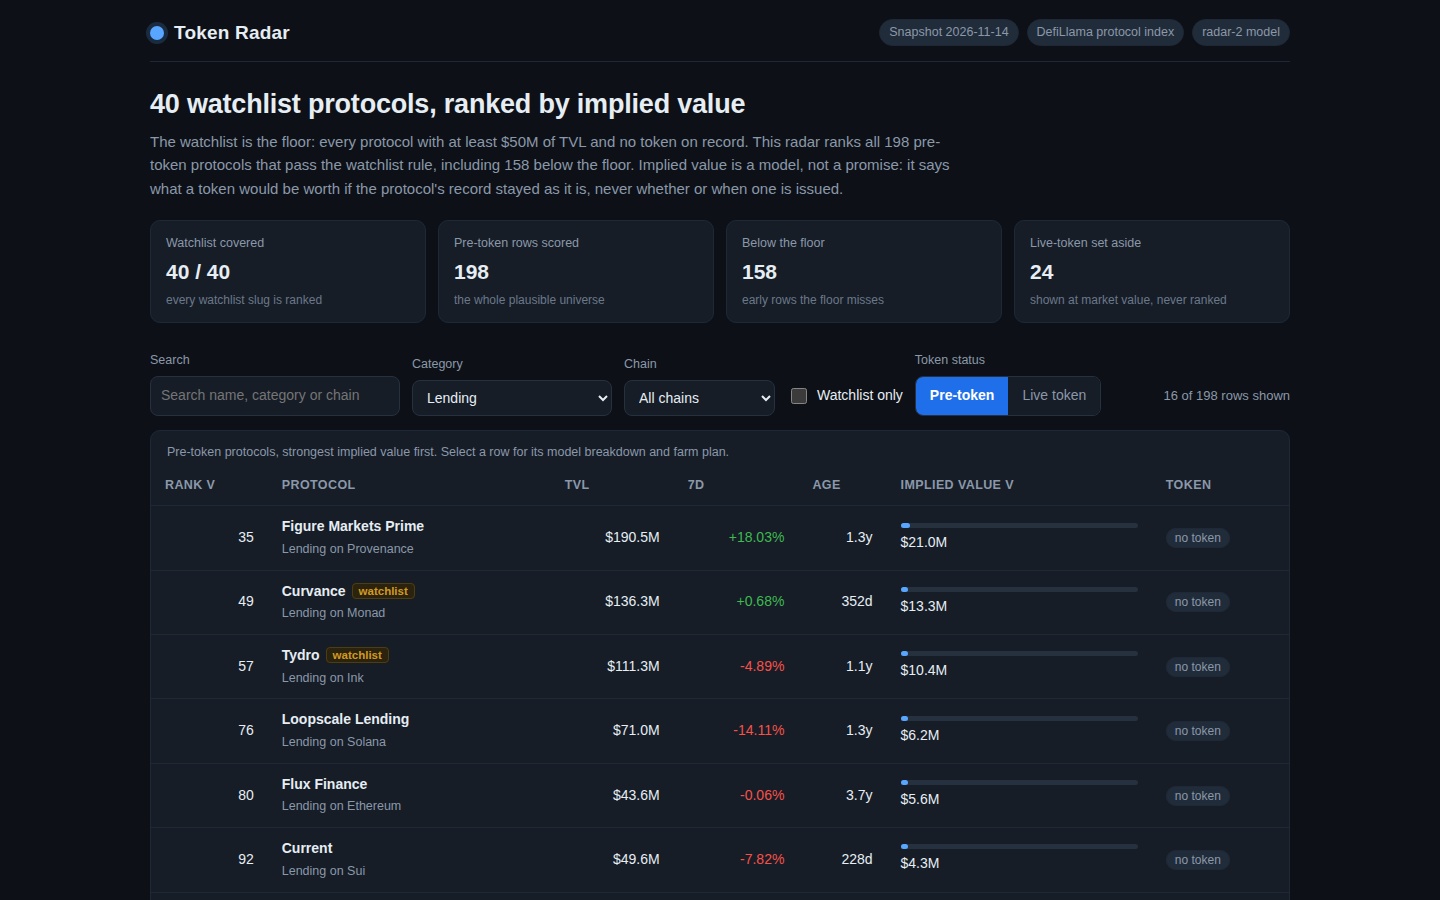 Token Radar
Snapshot 2026-11-14
DefiLlama protocol index
radar-2 model
40 watchlist protocols, ranked by implied value
The watchlist is the floor: every protocol with at least $50M of TVL and no token on record. This radar ranks all 198 pre-
token protocols that pass the watchlist rule, including 158 below the floor. Implied value is a model, not a promise: it says
what a token would be worth if the protocol's record stayed as it is, never whether or when one is issued.
Watchlist covered
40 / 40
every watchlist slug is ranked
Pre-token rows scored
198
the whole plausible universe
Below the floor
158
early rows the floor misses
Live-token set aside
24
shown at market value, never ranked
Search
Search name, category or chain
Category
Lending
Chain
All chains
Watchlist only
Token status
Pre-token
Live token
16 of 198 rows shown
Pre-token protocols, strongest implied value first. Select a row for its model breakdown and farm plan.
RANK V PROTOCOL TVL 7D AGE IMPLIED VALUE V TOKEN
35 Figure Markets Prime $190.5M +18.03% 1.3y $21.0M no token
Lending on Provenance
49 Curvance watchlist $136.3M +0.68% 352d $13.3M no token
Lending on Monad
57 Tydro watchlist $111.3M -4.89% 1.1y $10.4M no token
Lending on Ink
76 Loopscale Lending $71.0M -14.11% 1.3y $6.2M no token
Lending on Solana
80 Flux Finance $43.6M -0.06% 3.7y $5.6M no token
Lending on Ethereum
92 Current $49.6M -7.82% 228d $4.3M no token
Lending on Sui